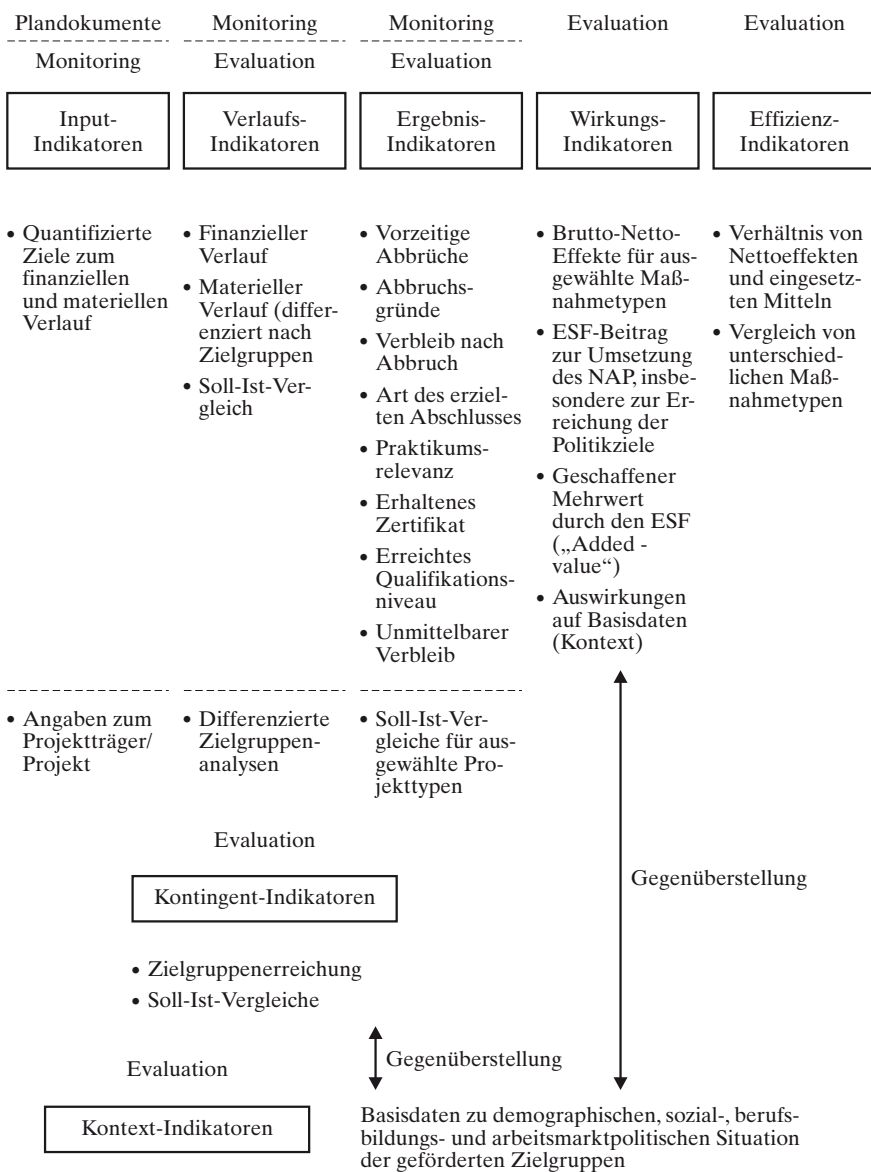 Plandokumente
Monitoring
Input-
Indikatoren
• Quantifizierte
Ziele zum
finanziellen
und materiellen
Verlauf
• Angaben zum
Projektträger/
Projekt
Monitoring
Evaluation
Verlaufs-
Indikatoren
• Finanzieller
Verlauf
• Materieller
Verlauf (differ-
enziert nach
Zielgruppen
• Soll-Ist-Ver-
gleich
• Differenzierte
Zielgruppen-
analysen
Monitoring
Evaluation
Ergebnis-
Indikatoren
• Vorzeitige
Abbrüche
• Abbruchs-
gründe
• Verbleib nach
Abbruch
• Art des erziel-
ten Abschlusses
• Praktikums-
relevanz
• Erhaltenes
Zertifikat
• Erreichtes
Qualifikations-
niveau
• Unmittelbarer
Verbleib
• Soll-Ist-Ver-
gleiche für aus-
gewählte Pro-
jekttypen
Evaluation
Wirkungs-
Indikatoren
• Brutto-Netto-
Effekte für aus-
gewählte Maß-
nahmetypen
• ESF-Beitrag
zur Umsetzung
des NAP, insbe-
sondere zur Er-
reichung der
Politikziele
• Geschaffener
Mehrwert
durch den ESF
(„Added -
value“)
• Auswirkungen
auf Basisdaten
(Kontext)
Evaluation
Effizienz-
Indikatoren
• Verhältnis von
Nettoeffekten
und eingesetz-
ten Mitteln
• Vergleich von
unterschied-
lichen Maß-
nahmetypen
Evaluation
Kontingent-Indikatoren
• Zielgruppenerreichung
• Soll-Ist-Vergleiche
Gegenüberstellung
Gegenüberstellung
Evaluation
Kontext-Indikatoren
Basisdaten zu demographischen, sozial-, berufs-
bildungs- und arbeitsmarktpolitischen Situation
der geförderten Zielgruppen